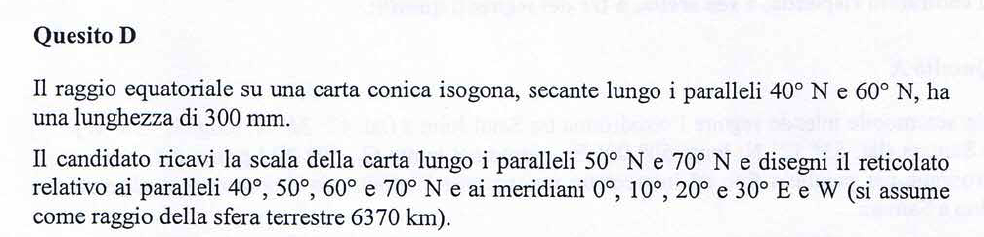 Quesito D
Il raggio equatoriale su una carta conica isogona, secante lungo i paralleli 40° N e 60° N, ha
una lunghezza di 300 mm.
Il candidato ricavi la scala della carta lungo i paralleli 50° N e 70° N e disegni il reticolato
relativo ai paralleli 40°, 50°, 60° e 70° N e ai meridiani 0°, 10°, 20° e 30° E e W (si assume
come raggio della sfera terrestre 6370 km).